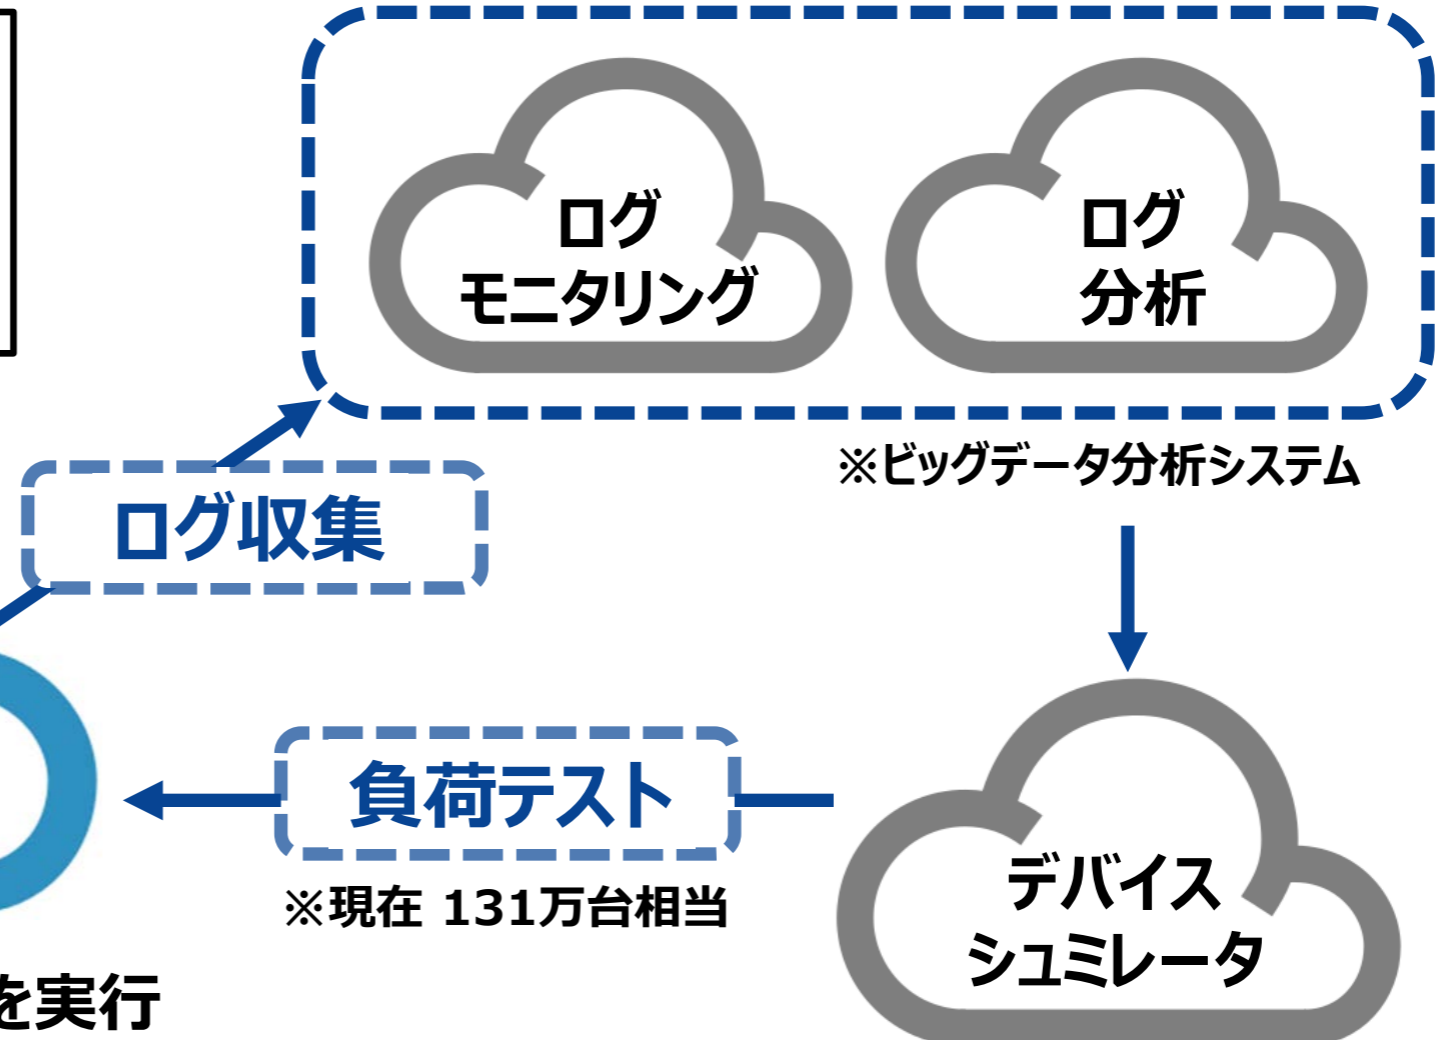 ログ
モニタリング
ログ
分析
※ビッグデータ分析システム
ログ収集
負荷テスト
※現在 131万台相当
デバイス
シュミレータ
を実行